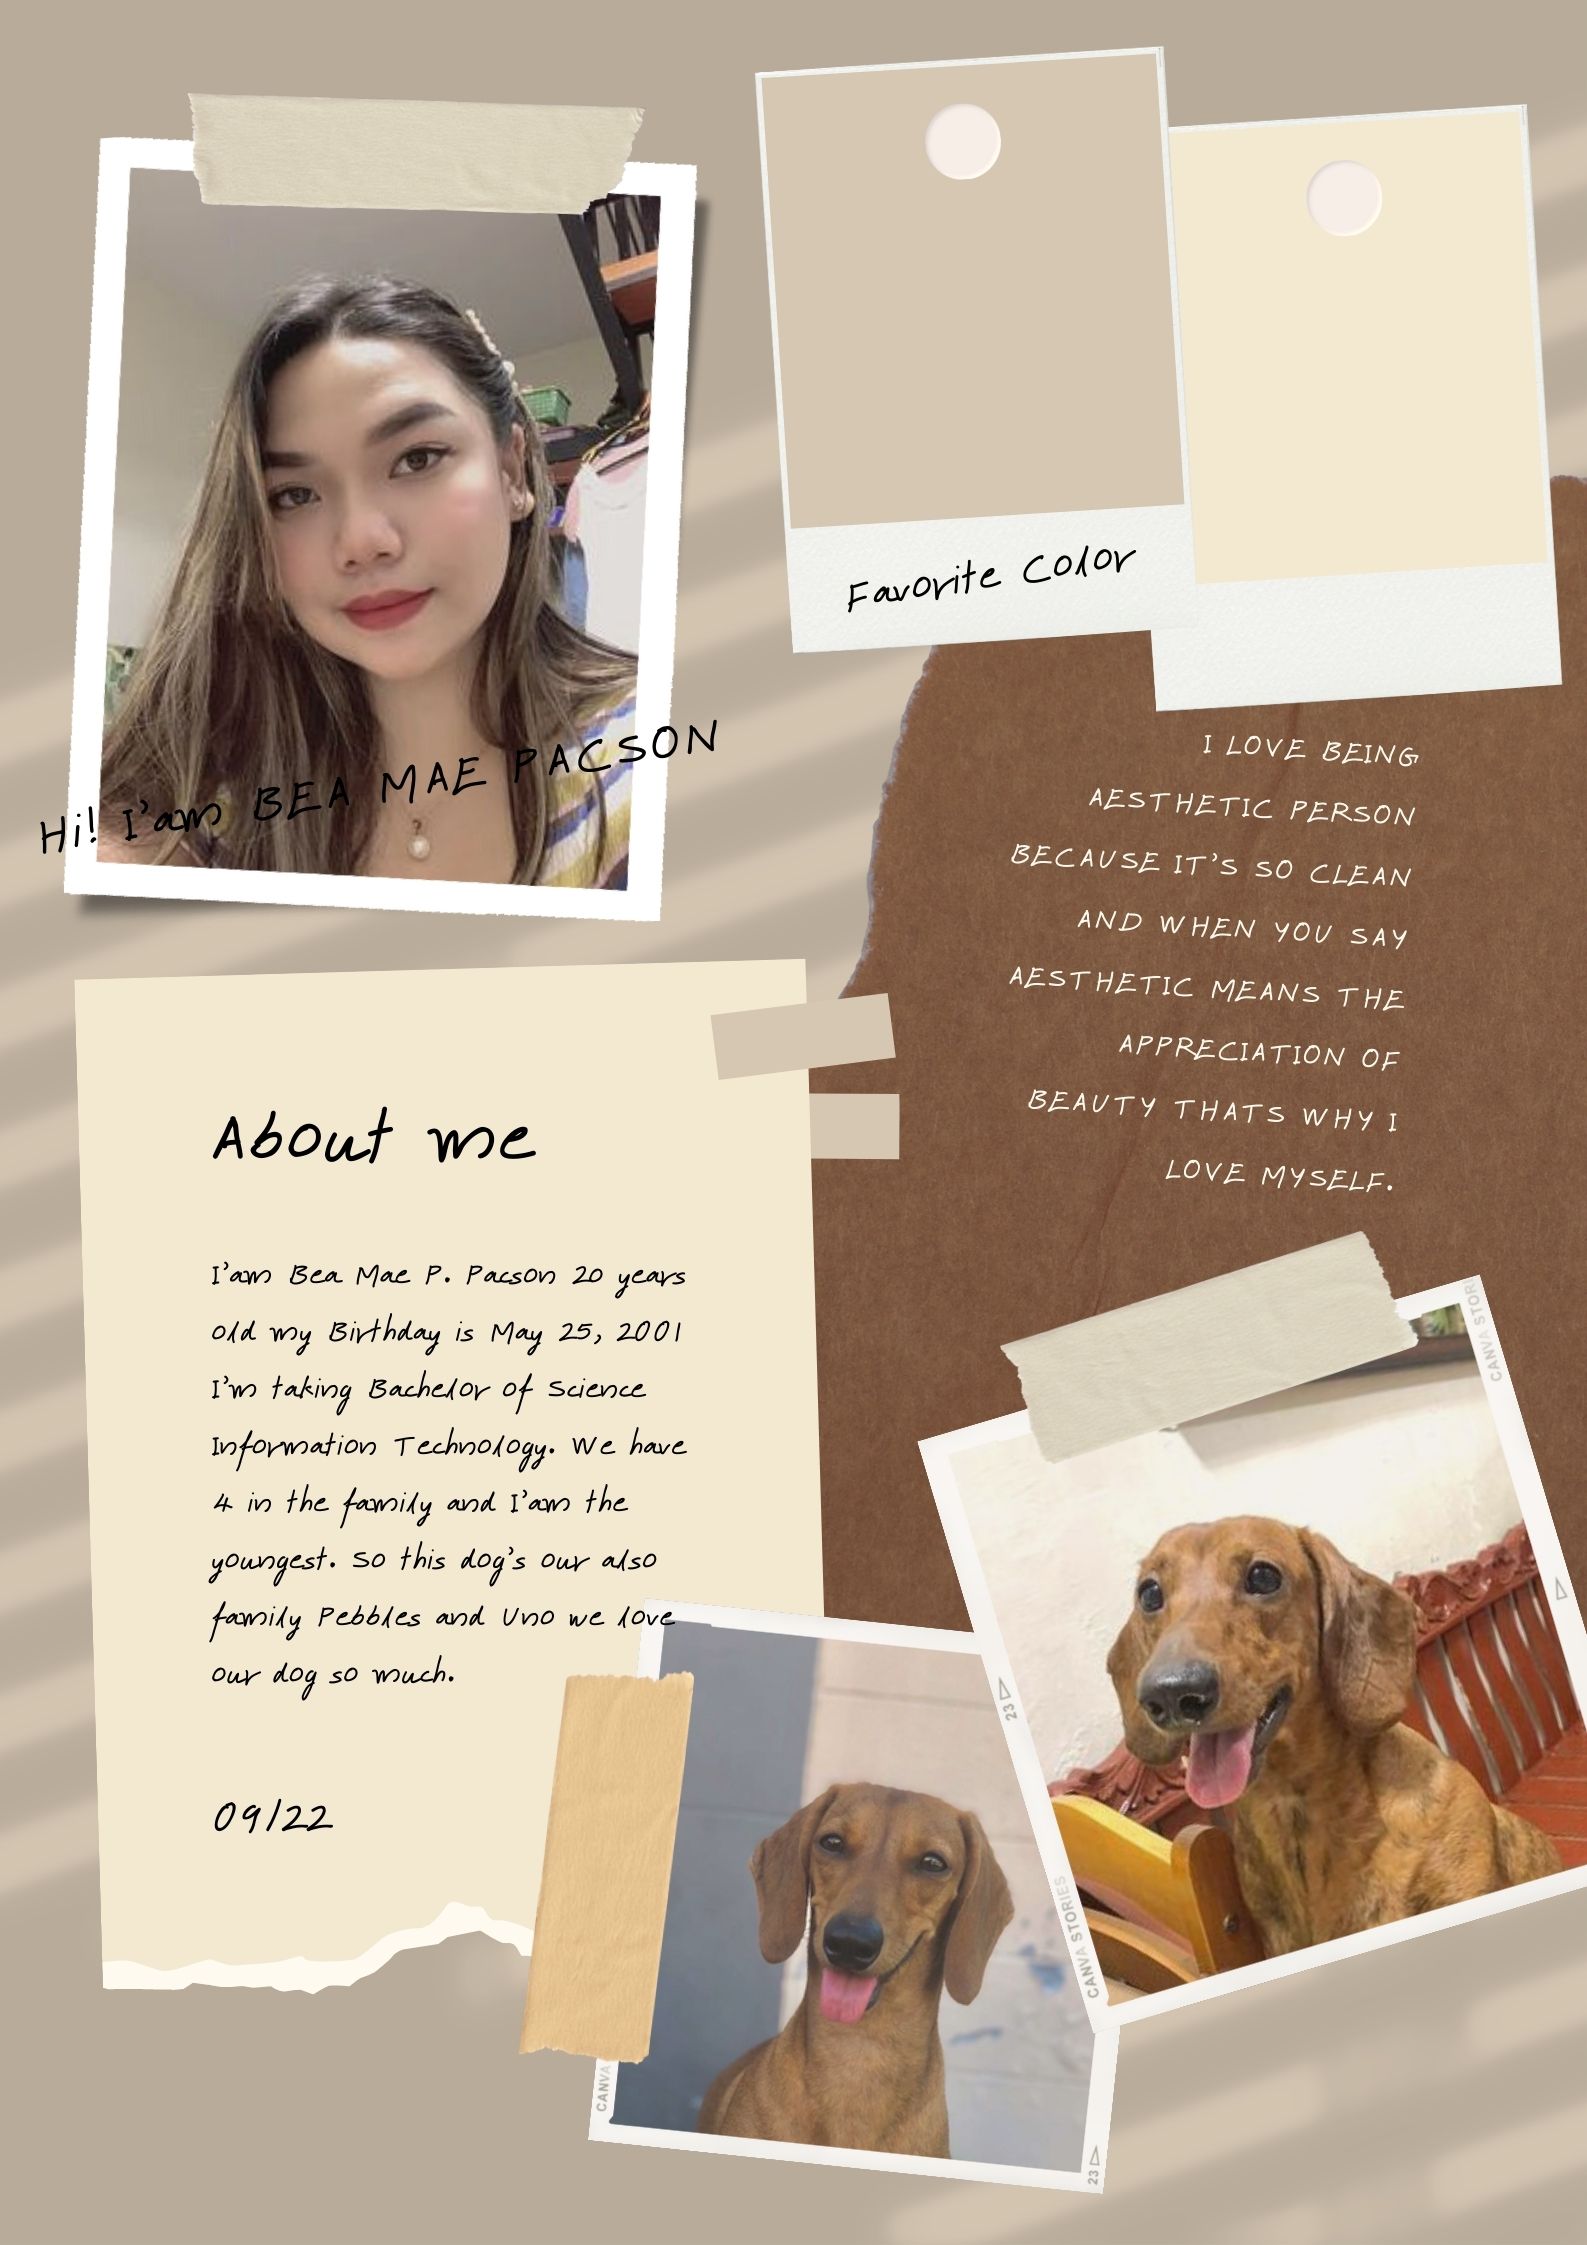 Favorite Color
Hi! I'am BEA MAE PACSON
I LOVE BEING
AESTHETIC PERSON
BECAUSE IT'S SO CLEAN
AND WHEN YOU SAY
AESTHETIC MEANS THE
APPRECIATION OF
BEAUTY THATS WHY I
LOVE MYSELF.
About me
I'am Bea Mae P. Pacson 20 years
old my Birthday is May 25, 2001
I'm taking Bachelor of Science
Information Technology. We have
4 in the family and I'am the
youngest. So this dog's our also
family Pebbles and Uno we love
our dog so much.
09/22
CANVA STORI
23
CANVA STORIES
CANVA
23